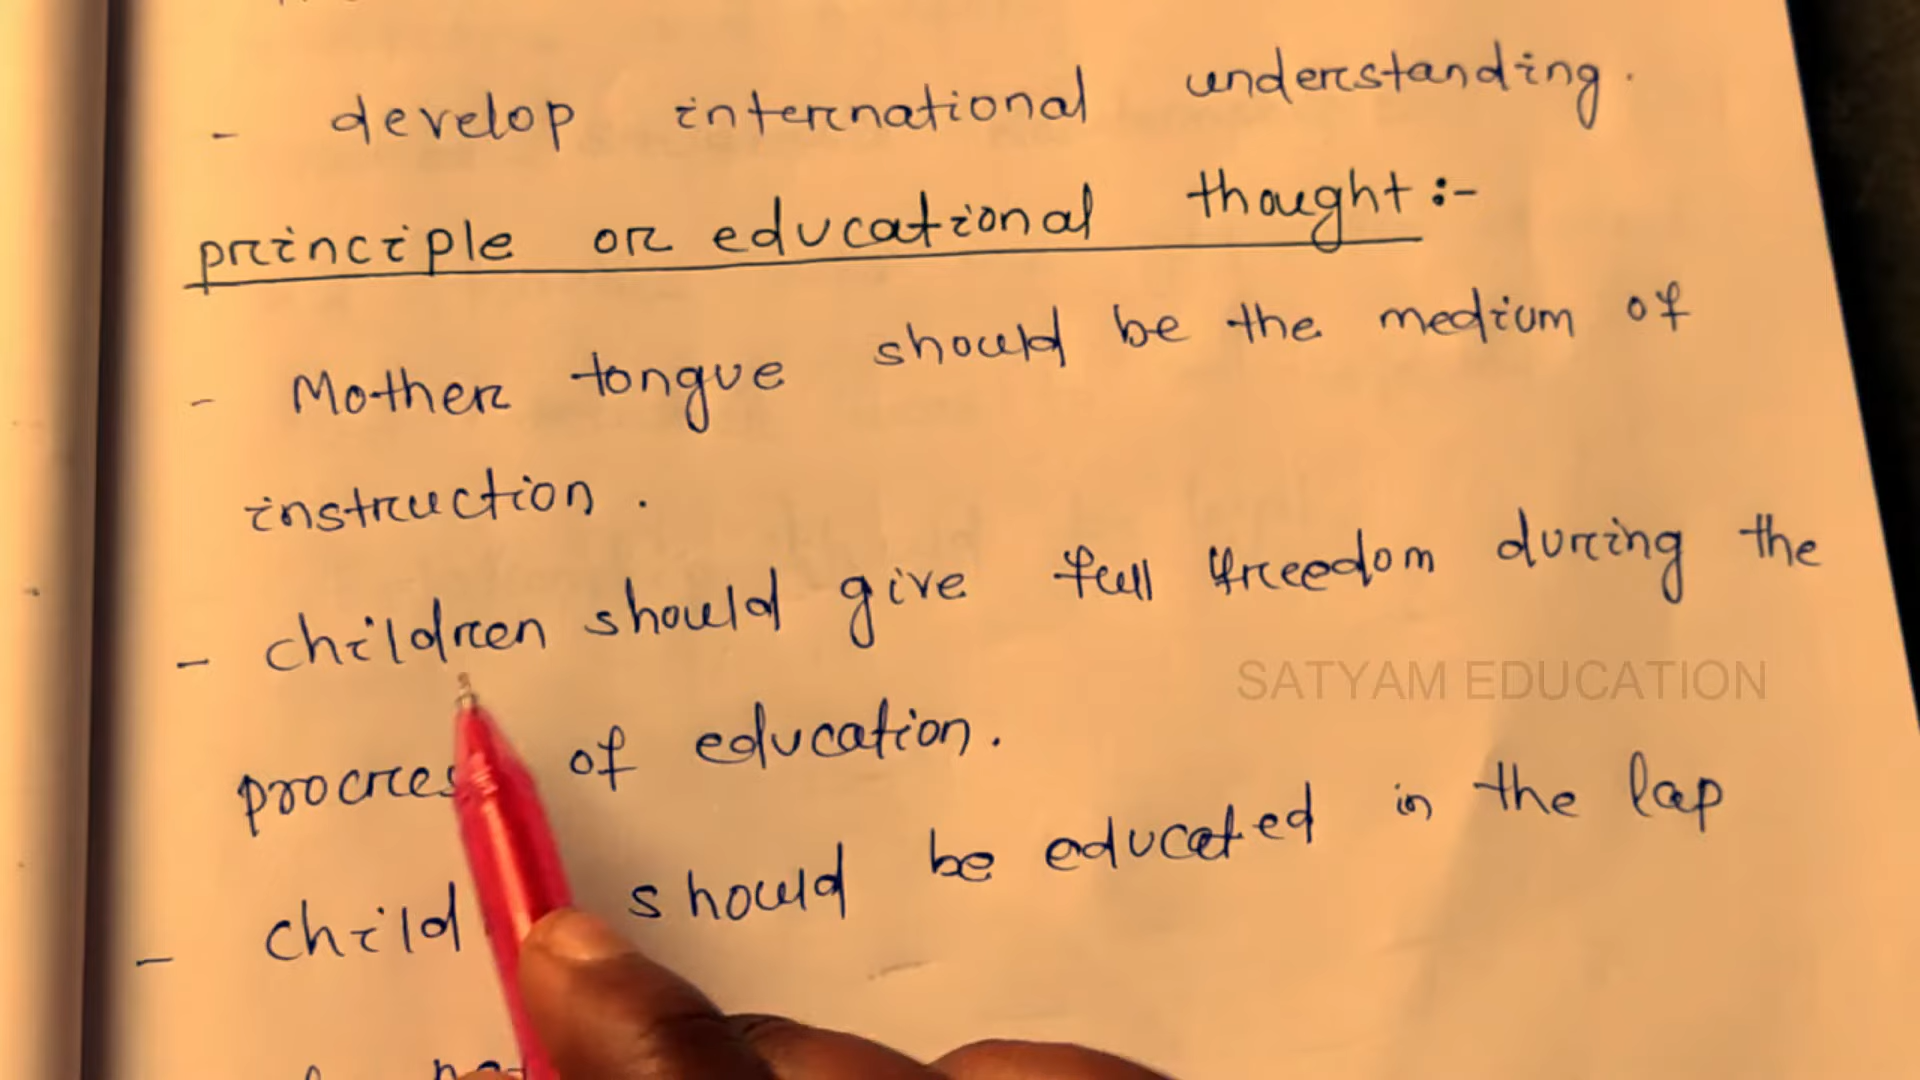 - develop international understanding.
principle or educational thought :-
- Mother tongue should be the medium of
instruction.
- children should give full freedom during the
SATYAM EDUCATION
of education.
- child should be educated in the lap